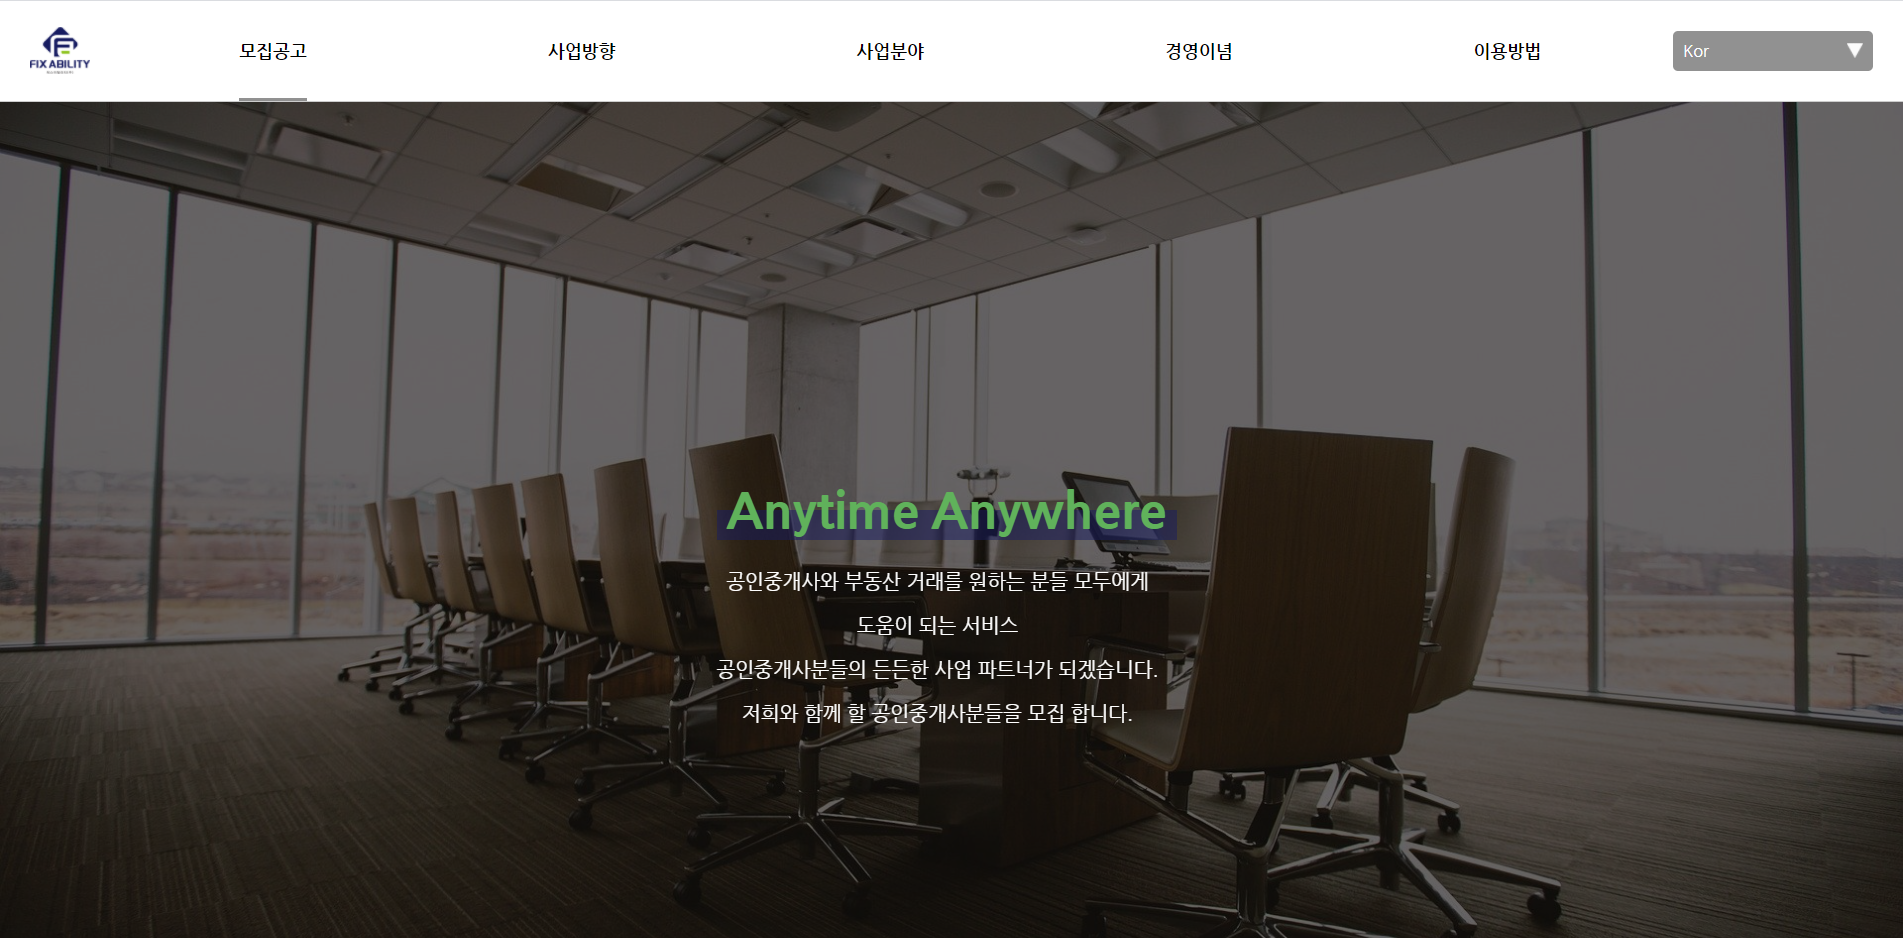 FIX ABILITY
모집공고
사업방향
사업분야
경영이념
이용방법
Kor
Anytime Anywhere
공인중개사와 부동산 거래를 원하는 분들 모두에게
도움이 되는 서비스
공인중개사분들의 든든한 사업 파트너가 되겠습니다.
저희와 함께 할 공인중개사분들을 모집 합니다.